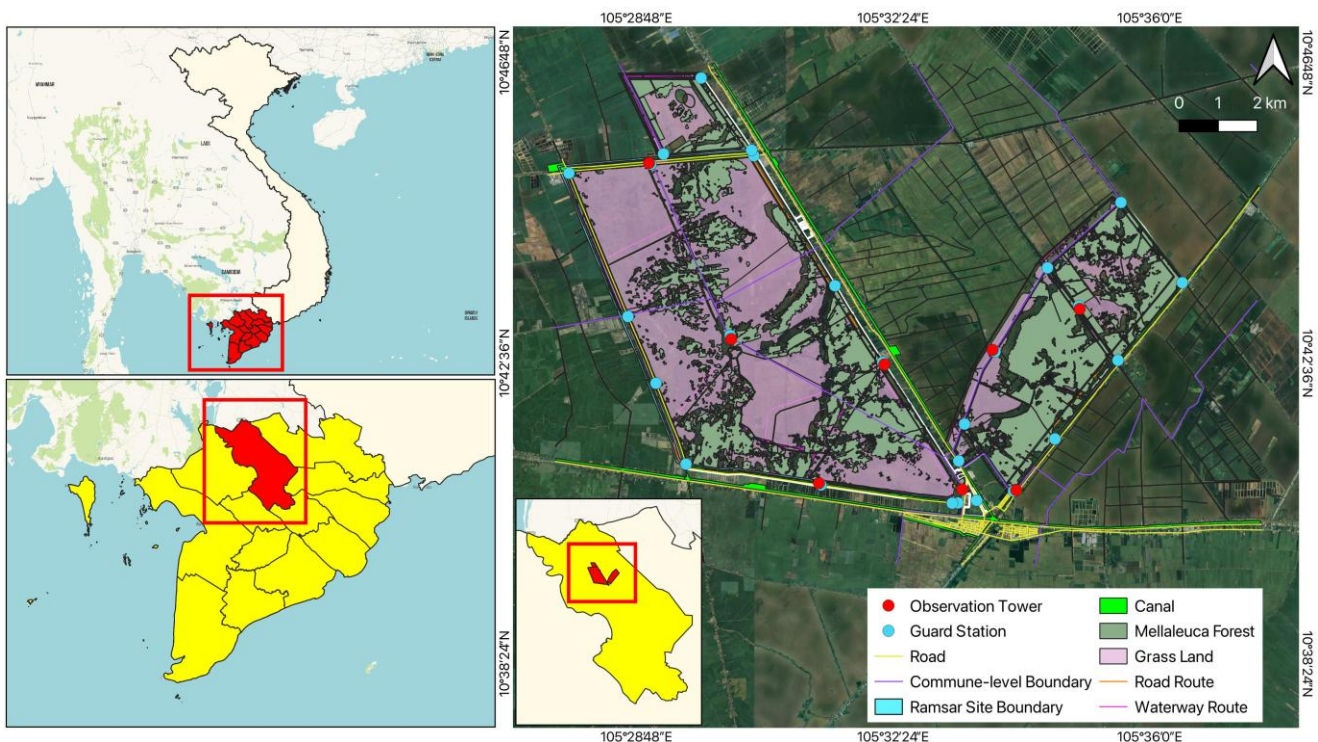 105°28'48"E
105°32'24"E
105°36'0"E
10°46'48"N
10°46'48"N
MYANMAR
LAOS
CAMBODIA
0 1 2 km
10°42'36"N
10°42'36"N
10°38'24"N
10°38'24"N
Observation Tower
Guard Station
Road
Commune-level Boundary
Ramsar Site Boundary
Canal
Mellaleuca Forest
Grass Land
Road Route
Waterway Route
105°28'48"E
105°32'24"E
105°36'0"E